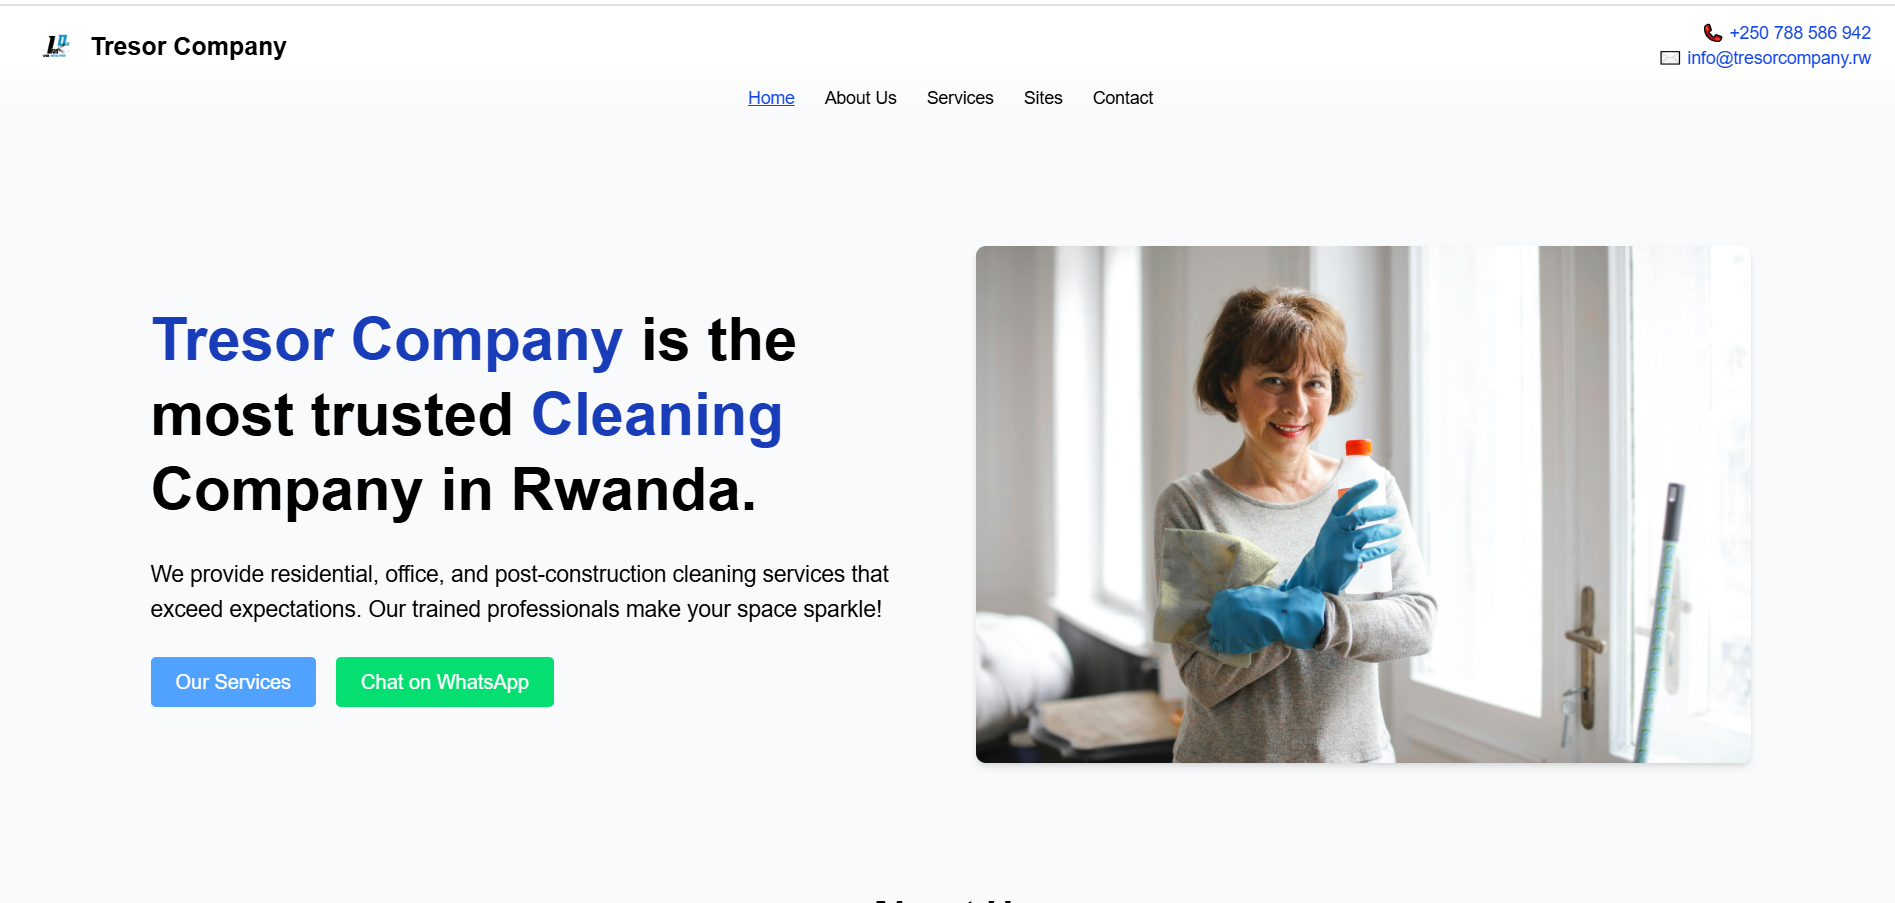 Tresor Company
+250 788 586 942
info@tresorcompany.rw
Home About Us Services Sites Contact
Tresor Company is the
most trusted Cleaning
Company in Rwanda.
We provide residential, office, and post-construction cleaning services that
exceed expectations. Our trained professionals make your space sparkle!
Our Services Chat on WhatsApp